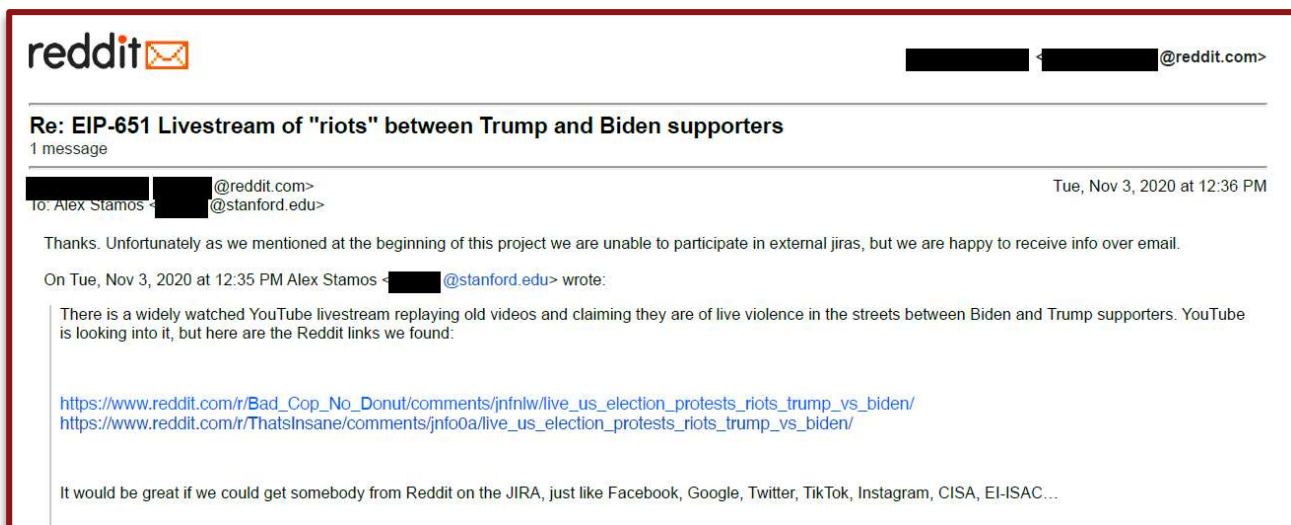 reddit
< @reddit.com>
Re: EIP-651 Livestream of "riots" between Trump and Biden supporters
1 message
@reddit.com> Tue, Nov 3, 2020 at 12:36 PM
To: Alex Stamos < @stanford.edu>
Thanks. Unfortunately as we mentioned at the beginning of this project we are unable to participate in external jiras, but we are happy to receive info over email.
On Tue, Nov 3, 2020 at 12:35 PM Alex Stamos < @stanford.edu> wrote:
There is a widely watched YouTube livestream replaying old videos and claiming they are of live violence in the streets between Biden and Trump supporters. YouTube
is looking into it, but here are the Reddit links we found:
https://www.reddit.com/r/Bad_Cop_No_Donut/comments/jnfnlw/live_us_election_protests_riots_trump_vs_biden/
https://www.reddit.com/r/ThatsInsane/comments/jnfo0a/live_us_election_protests_riots_trump_vs_biden/
It would be great if we could get somebody from Reddit on the JIRA, just like Facebook, Google, Twitter, TikTok, Instagram, CISA, EI-ISAC…